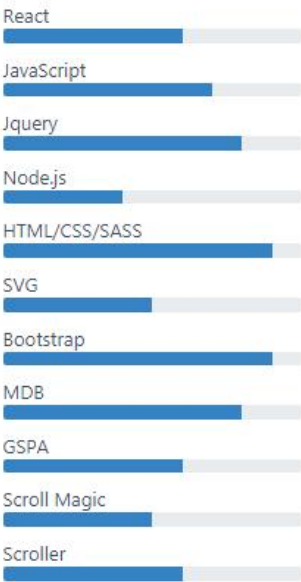 React
JavaScript
Jquery
Node.js
HTML/CSS/SASS
SVG
Bootstrap
MDB
GSPA
Scroll Magic
Scroller